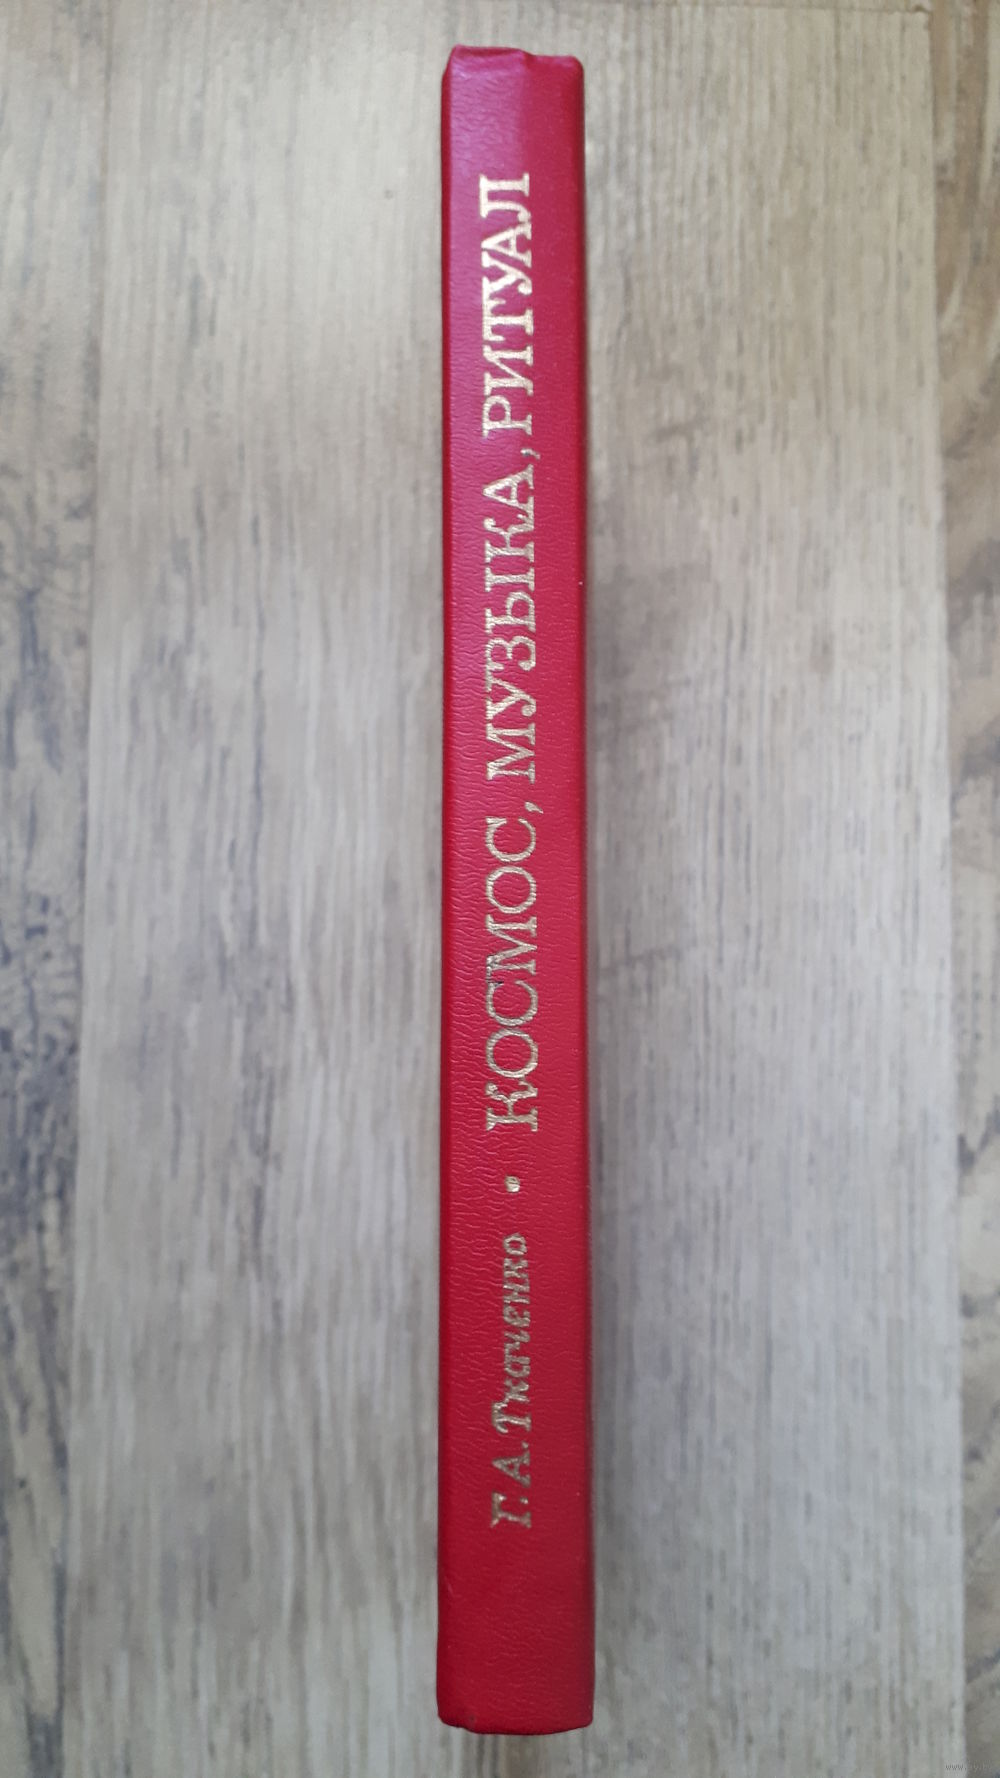 Г. А. Ткаченко • КОСМОС, МУЗЫКА, РИТУАЛ